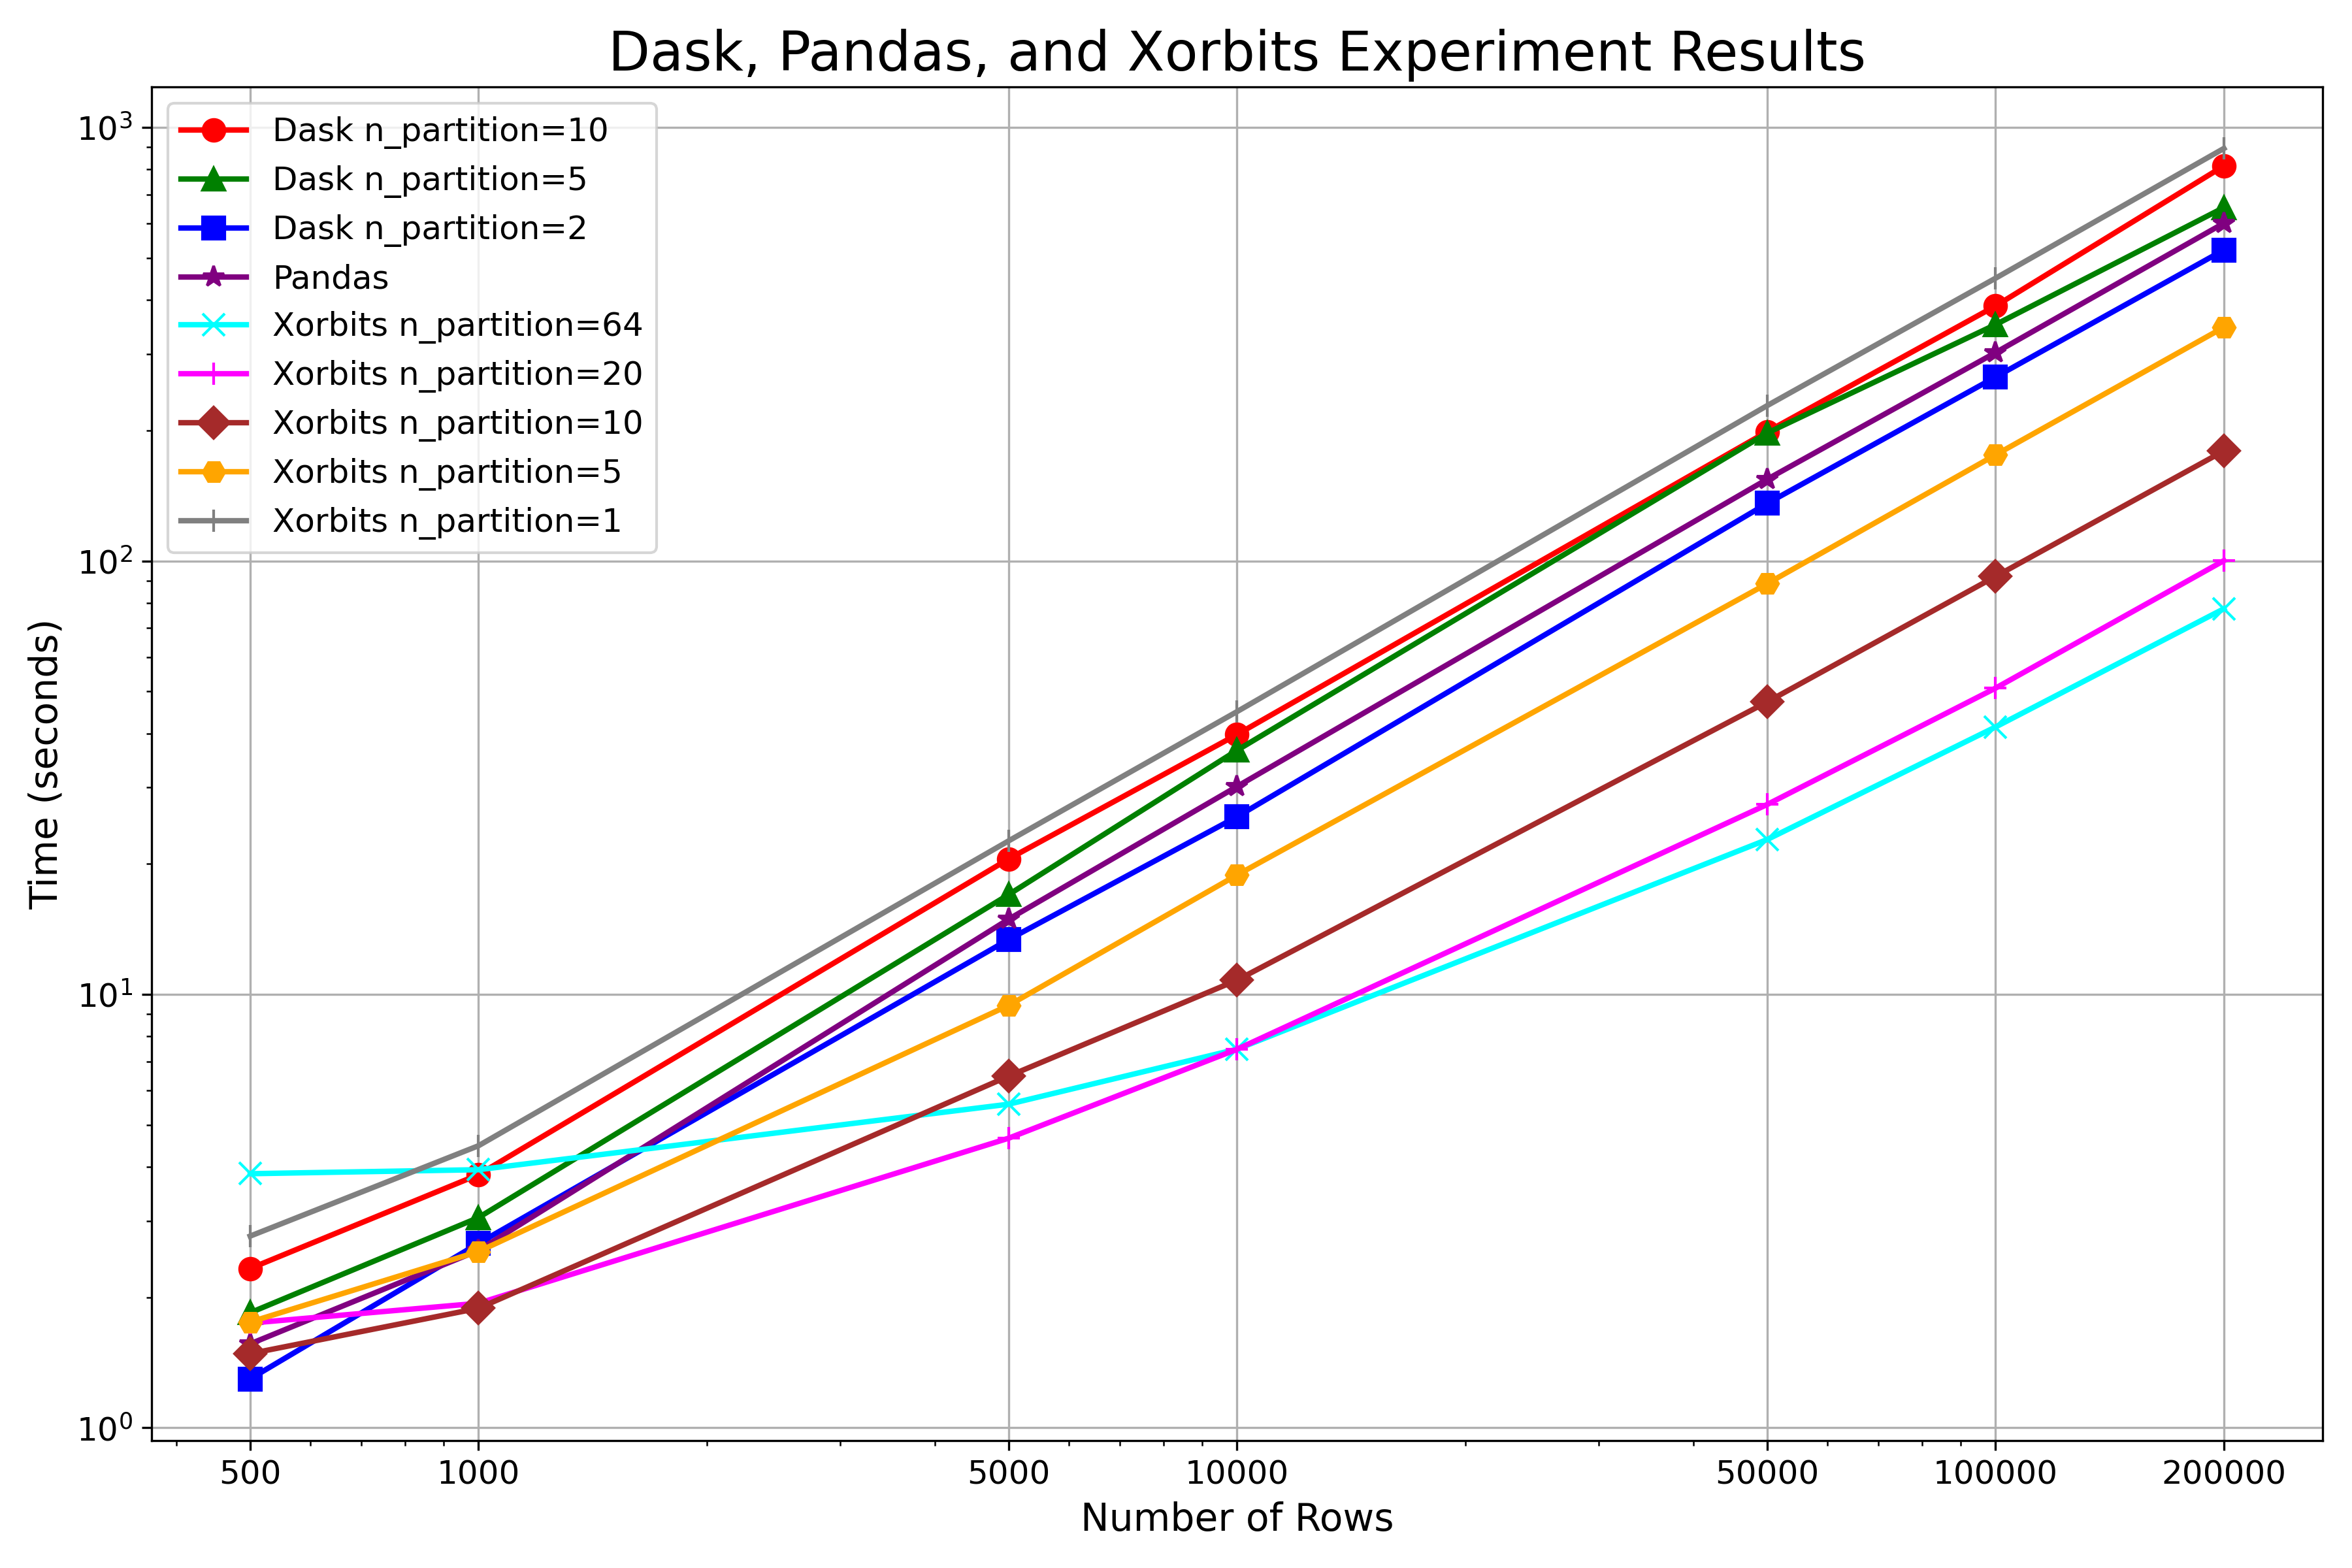 Dask, Pandas, and Xorbits Experiment Results
10³
10²
10¹
10⁰
Time (seconds)
Dask n_partition=10
Dask n_partition=5
Dask n_partition=2
Pandas
Xorbits n_partition=64
Xorbits n_partition=20
Xorbits n_partition=10
Xorbits n_partition=5
Xorbits n_partition=1
500 1000 5000 10000 50000 100000 200000
Number of Rows